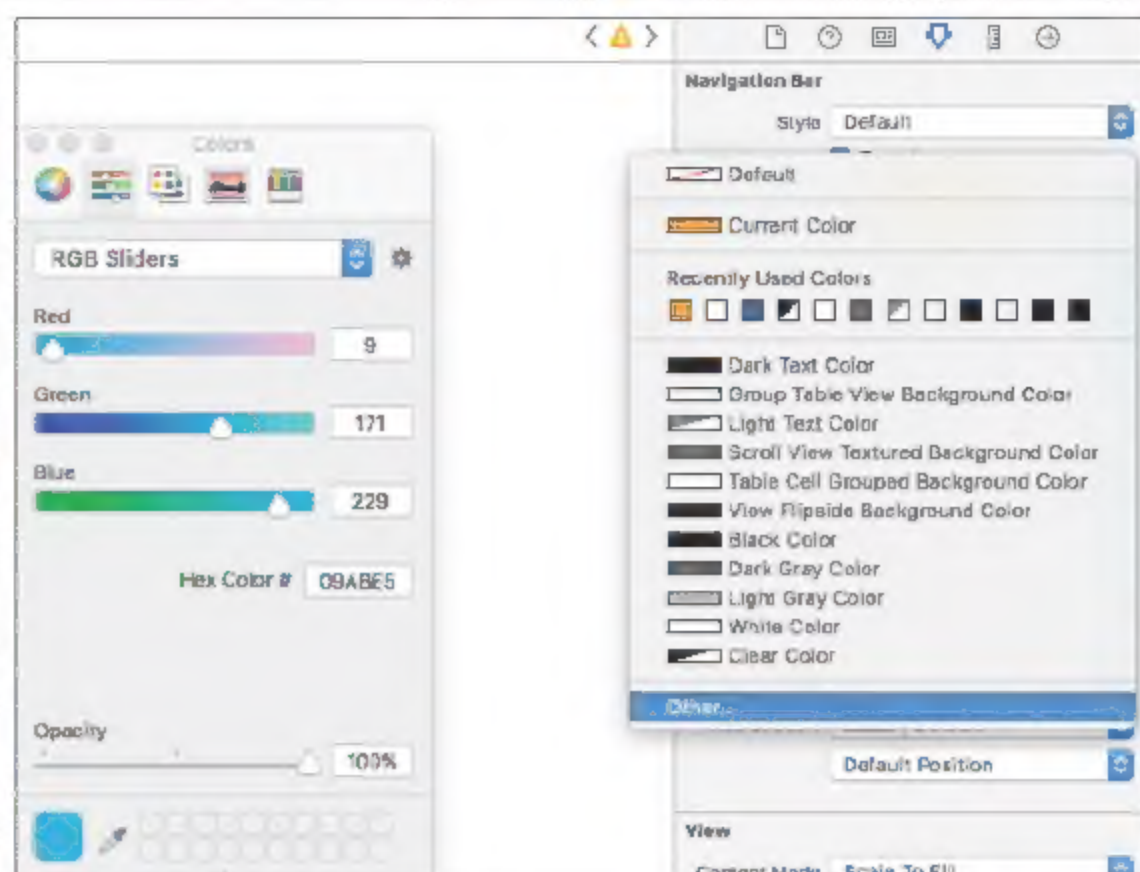 Colors
RGB Sliders
Red
9
Green
171
Blue
229
Hex Color # 09ABE5
Opacity
100%
Navigation Bar
Style Default
Default
Current Color
Recently Used Colors
Dark Text Color
Group Table View Background Color
Light Text Color
Scroll View Textured Background Color
Table Cell Grouped Background Color
View Flipside Background Color
Black Color
Dark Gray Color
Light Gray Color
White Color
Clear Color
Other...
Default Position
View
Content Mode Scale To Fill